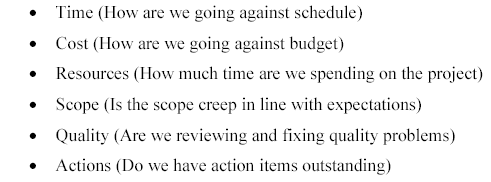 • Time (How are we going against schedule)
• Cost (How are we going against budget)
• Resources (How much time are we spending on the project)
• Scope (Is the scope creep in line with expectations)
• Quality (Are we reviewing and fixing quality problems)
• Actions (Do we have action items outstanding)